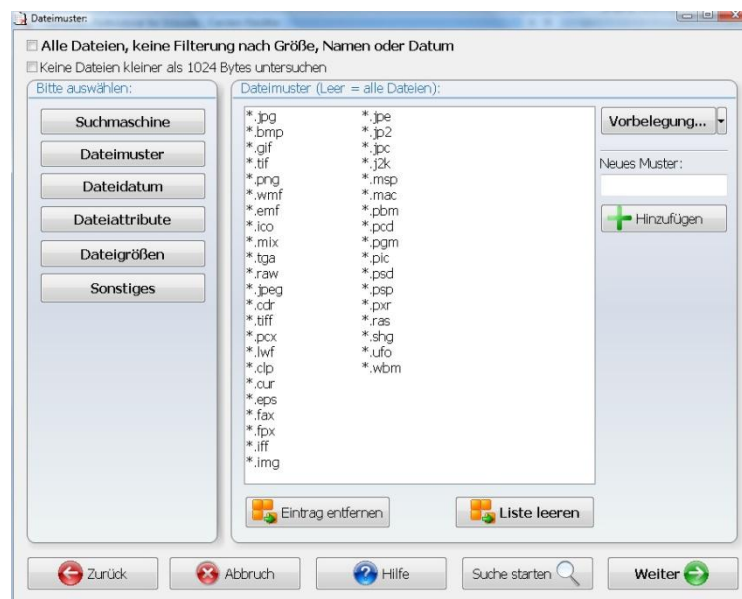 Dateimuster:
Alle Dateien, keine Filterung nach Größe, Namen oder Datum
Keine Dateien kleiner als 1024 Bytes untersuchen
Bitte auswählen:
Suchmaschine
Dateimuster
Dateidatum
Dateiattribute
Dateigrößen
Sonstiges
Dateimuster (Leer = alle Dateien):
*.jpg
*.bmp
*.gif
*.tif
*.png
*.wmf
*.emf
*.ico
*.mix
*.tga
*.raw
*.jpeg
*.cdr
*.tiff
*.pcx
*.lwf
*.clp
*.cur
*.eps
*.fax
*.fpx
*.iff
*.img
*.jpe
*.jp2
*.jpc
*.j2k
*.msp
*.mac
*.pbm
*.pcd
*.pgm
*.pic
*.psd
*.psp
*.pxr
*.ras
*.shg
*.ufo
*.wbm
Vorbelegung...
Neues Muster:
Hinzufügen
Eintrag entfernen
Liste leeren
Zurück
Abbruch
Hilfe
Suche starten
Weiter